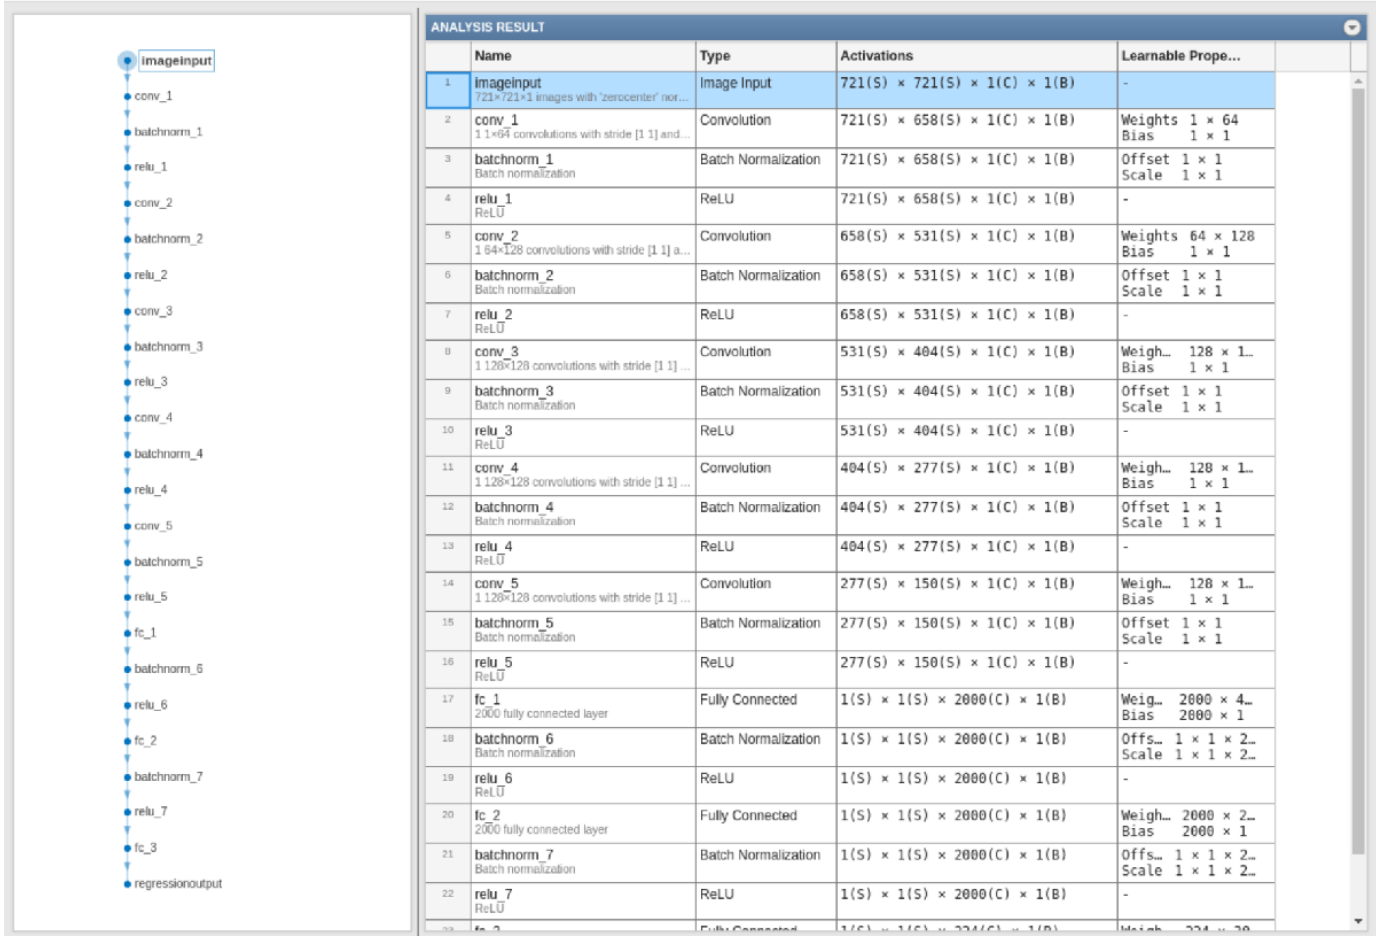 imageinput
conv_1
batchnorm_1
relu_1
conv_2
batchnorm_2
relu_2
conv_3
batchnorm_3
relu_3
conv_4
batchnorm_4
relu_4
conv_5
batchnorm_5
relu_5
fc_1
batchnorm_6
relu_6
fc_2
batchnorm_7
relu_7
fc_3
regressionoutput
ANALYSIS RESULT
Name Type Activations Learnable Prope...
1 imageinput Image Input 721(S) × 721(S) × 1(C) × 1(B) -
721×721×1 images with 'zerocenter' nor...
2 conv_1 Convolution 721(S) × 658(S) × 1(C) × 1(B) Weights 1 × 64
1 1×64 convolutions with stride [1 1] and... Bias 1 × 1
3 batchnorm_1 Batch Normalization 721(S) × 658(S) × 1(C) × 1(B) Offset 1 × 1
Batch normalization Scale 1 × 1
4 relu_1 ReLU 721(S) × 658(S) × 1(C) × 1(B) -
ReLU
5 conv_2 Convolution 658(S) × 531(S) × 1(C) × 1(B) Weights 64 × 128
1 64×128 convolutions with stride [1 1] a... Bias 1 × 1
6 batchnorm_2 Batch Normalization 658(S) × 531(S) × 1(C) × 1(B) Offset 1 × 1
Batch normalization Scale 1 × 1
7 relu_2 ReLU 658(S) × 531(S) × 1(C) × 1(B) -
ReLU
8 conv_3 Convolution 531(S) × 404(S) × 1(C) × 1(B) Weigh... 128 × 1...
1 128×128 convolutions with stride [1 1] ... Bias 1 × 1
9 batchnorm_3 Batch Normalization 531(S) × 404(S) × 1(C) × 1(B) Offset 1 × 1
Batch normalization Scale 1 × 1
10 relu_3 ReLU 531(S) × 404(S) × 1(C) × 1(B) -
ReLU
11 conv_4 Convolution 404(S) × 277(S) × 1(C) × 1(B) Weigh... 128 × 1...
1 128×128 convolutions with stride [1 1] ... Bias 1 × 1
12 batchnorm_4 Batch Normalization 404(S) × 277(S) × 1(C) × 1(B) Offset 1 × 1
Batch normalization Scale 1 × 1
13 relu_4 ReLU 404(S) × 277(S) × 1(C) × 1(B) -
ReLU
14 conv_5 Convolution 277(S) × 150(S) × 1(C) × 1(B) Weigh... 128 × 1...
1 128×128 convolutions with stride [1 1] ... Bias 1 × 1
15 batchnorm_5 Batch Normalization 277(S) × 150(S) × 1(C) × 1(B) Offset 1 × 1
Batch normalization Scale 1 × 1
16 relu_5 ReLU 277(S) × 150(S) × 1(C) × 1(B) -
ReLU
17 fc_1 Fully Connected 1(S) × 1(S) × 2000(C) × 1(B) Weig... 2000 × 4...
2000 fully connected layer Bias 2000 × 1
18 batchnorm_6 Batch Normalization 1(S) × 1(S) × 2000(C) × 1(B) Offs... 1 × 1 × 2...
Batch normalization Scale 1 × 1 × 2...
19 relu_6 ReLU 1(S) × 1(S) × 2000(C) × 1(B) -
ReLU
20 fc_2 Fully Connected 1(S) × 1(S) × 2000(C) × 1(B) Weigh... 2000 × 2...
2000 fully connected layer Bias 2000 × 1
21 batchnorm_7 Batch Normalization 1(S) × 1(S) × 2000(C) × 1(B) Offs... 1 × 1 × 2...
Batch normalization Scale 1 × 1 × 2...
22 relu_7 ReLU 1(S) × 1(S) × 2000(C) × 1(B) -
ReLU